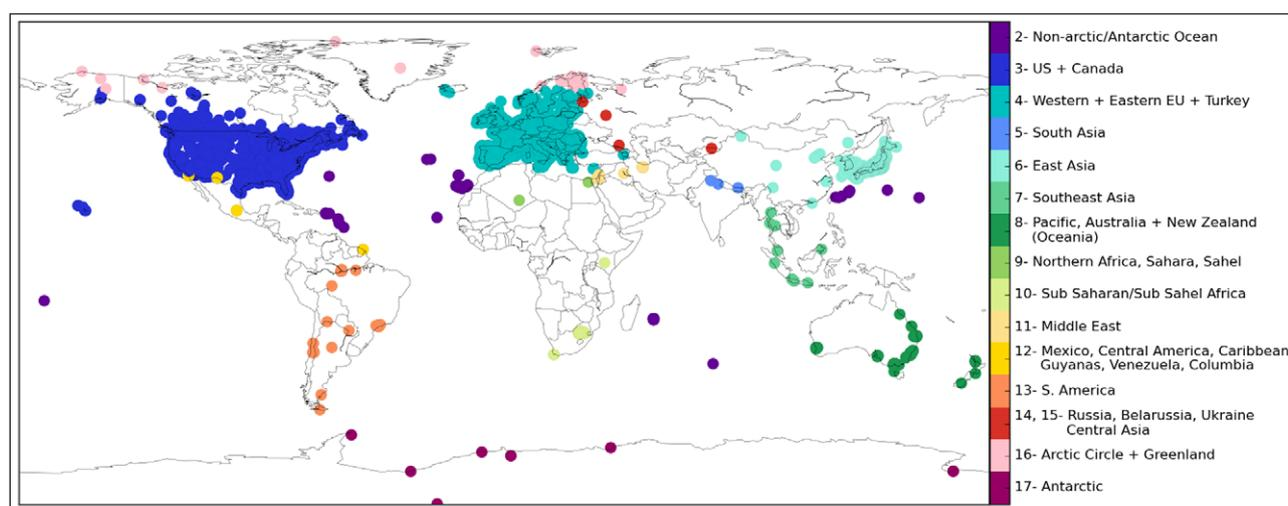 2- Non-arctic/Antarctic Ocean
3- US + Canada
4- Western + Eastern EU + Turkey
5- South Asia
6- East Asia
7- Southeast Asia
8- Pacific, Australia + New Zealand
(Oceania)
9- Northern Africa, Sahara, Sahel
10- Sub Saharan/Sub Sahel Africa
11- Middle East
12- Mexico, Central America, Caribbean
Guyanas, Venezuela, Columbia
13- S. America
14, 15- Russia, Belarussia, Ukraine
Central Asia
16- Arctic Circle + Greenland
17- Antarctic